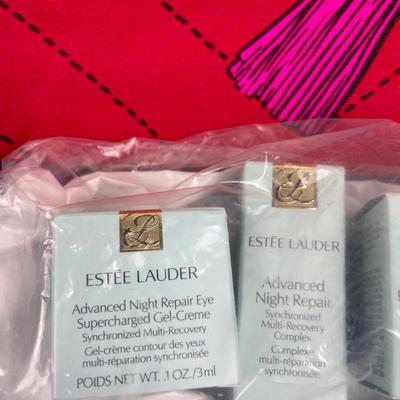 ESTĒE LAUDER
Advanced Night Repair Eye
Supercharged Gel-Creme
Synchronized Multi-Recovery
Gel-crème contour des yeux
multi-réparation synchronisée
POIDS NET WT. .1 OZ./3ml
ESTĒE LAUDER
Advanced
Night Repair
Synchronized
Multi-Recovery
Complex
Complexe
multi-réparation
synchronisée